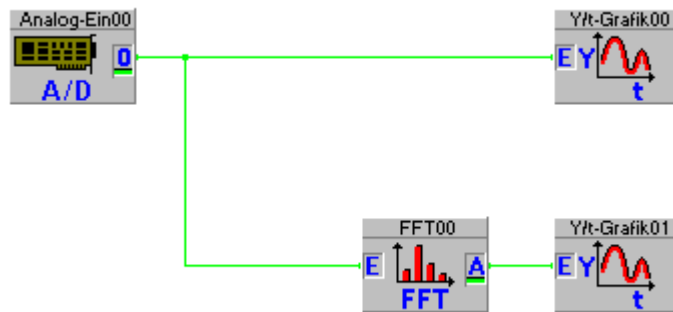 Analog-Ein00
0
A/D
Y/t-Grafik00
E Y
t
FFT00
E A
FFT
Y/t-Grafik01
E Y
t